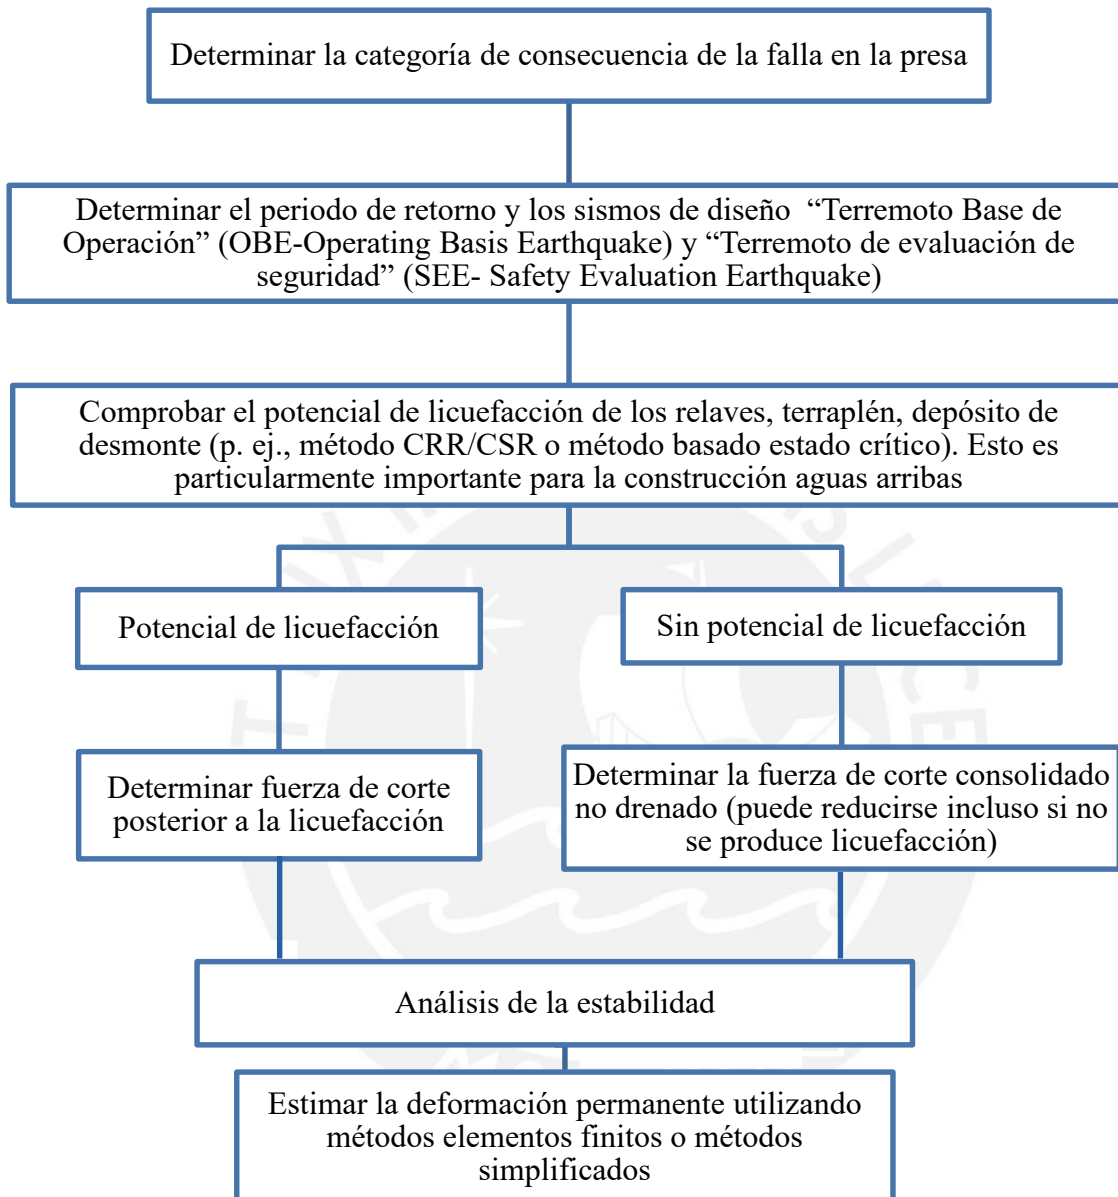 Determinar la categoría de consecuencia de la falla en la presa
Determinar el periodo de retorno y los sismos de diseño “Terremoto Base de
Operación” (OBE-Operating Basis Earthquake) y “Terremoto de evaluación de
seguridad” (SEE- Safety Evaluation Earthquake)
Comprobar el potencial de licuefacción de los relaves, terraplén, depósito de
desmonte (p. ej., método CRR/CSR o método basado estado crítico). Esto es
particularmente importante para la construcción aguas arribas
Potencial de licuefacción
Sin potencial de licuefacción
Determinar fuerza de corte
posterior a la licuefacción
Determinar la fuerza de corte consolidado
no drenado (puede reducirse incluso si no
se produce licuefacción)
Análisis de la estabilidad
Estimar la deformación permanente utilizando
métodos elementos finitos o métodos
simplificados